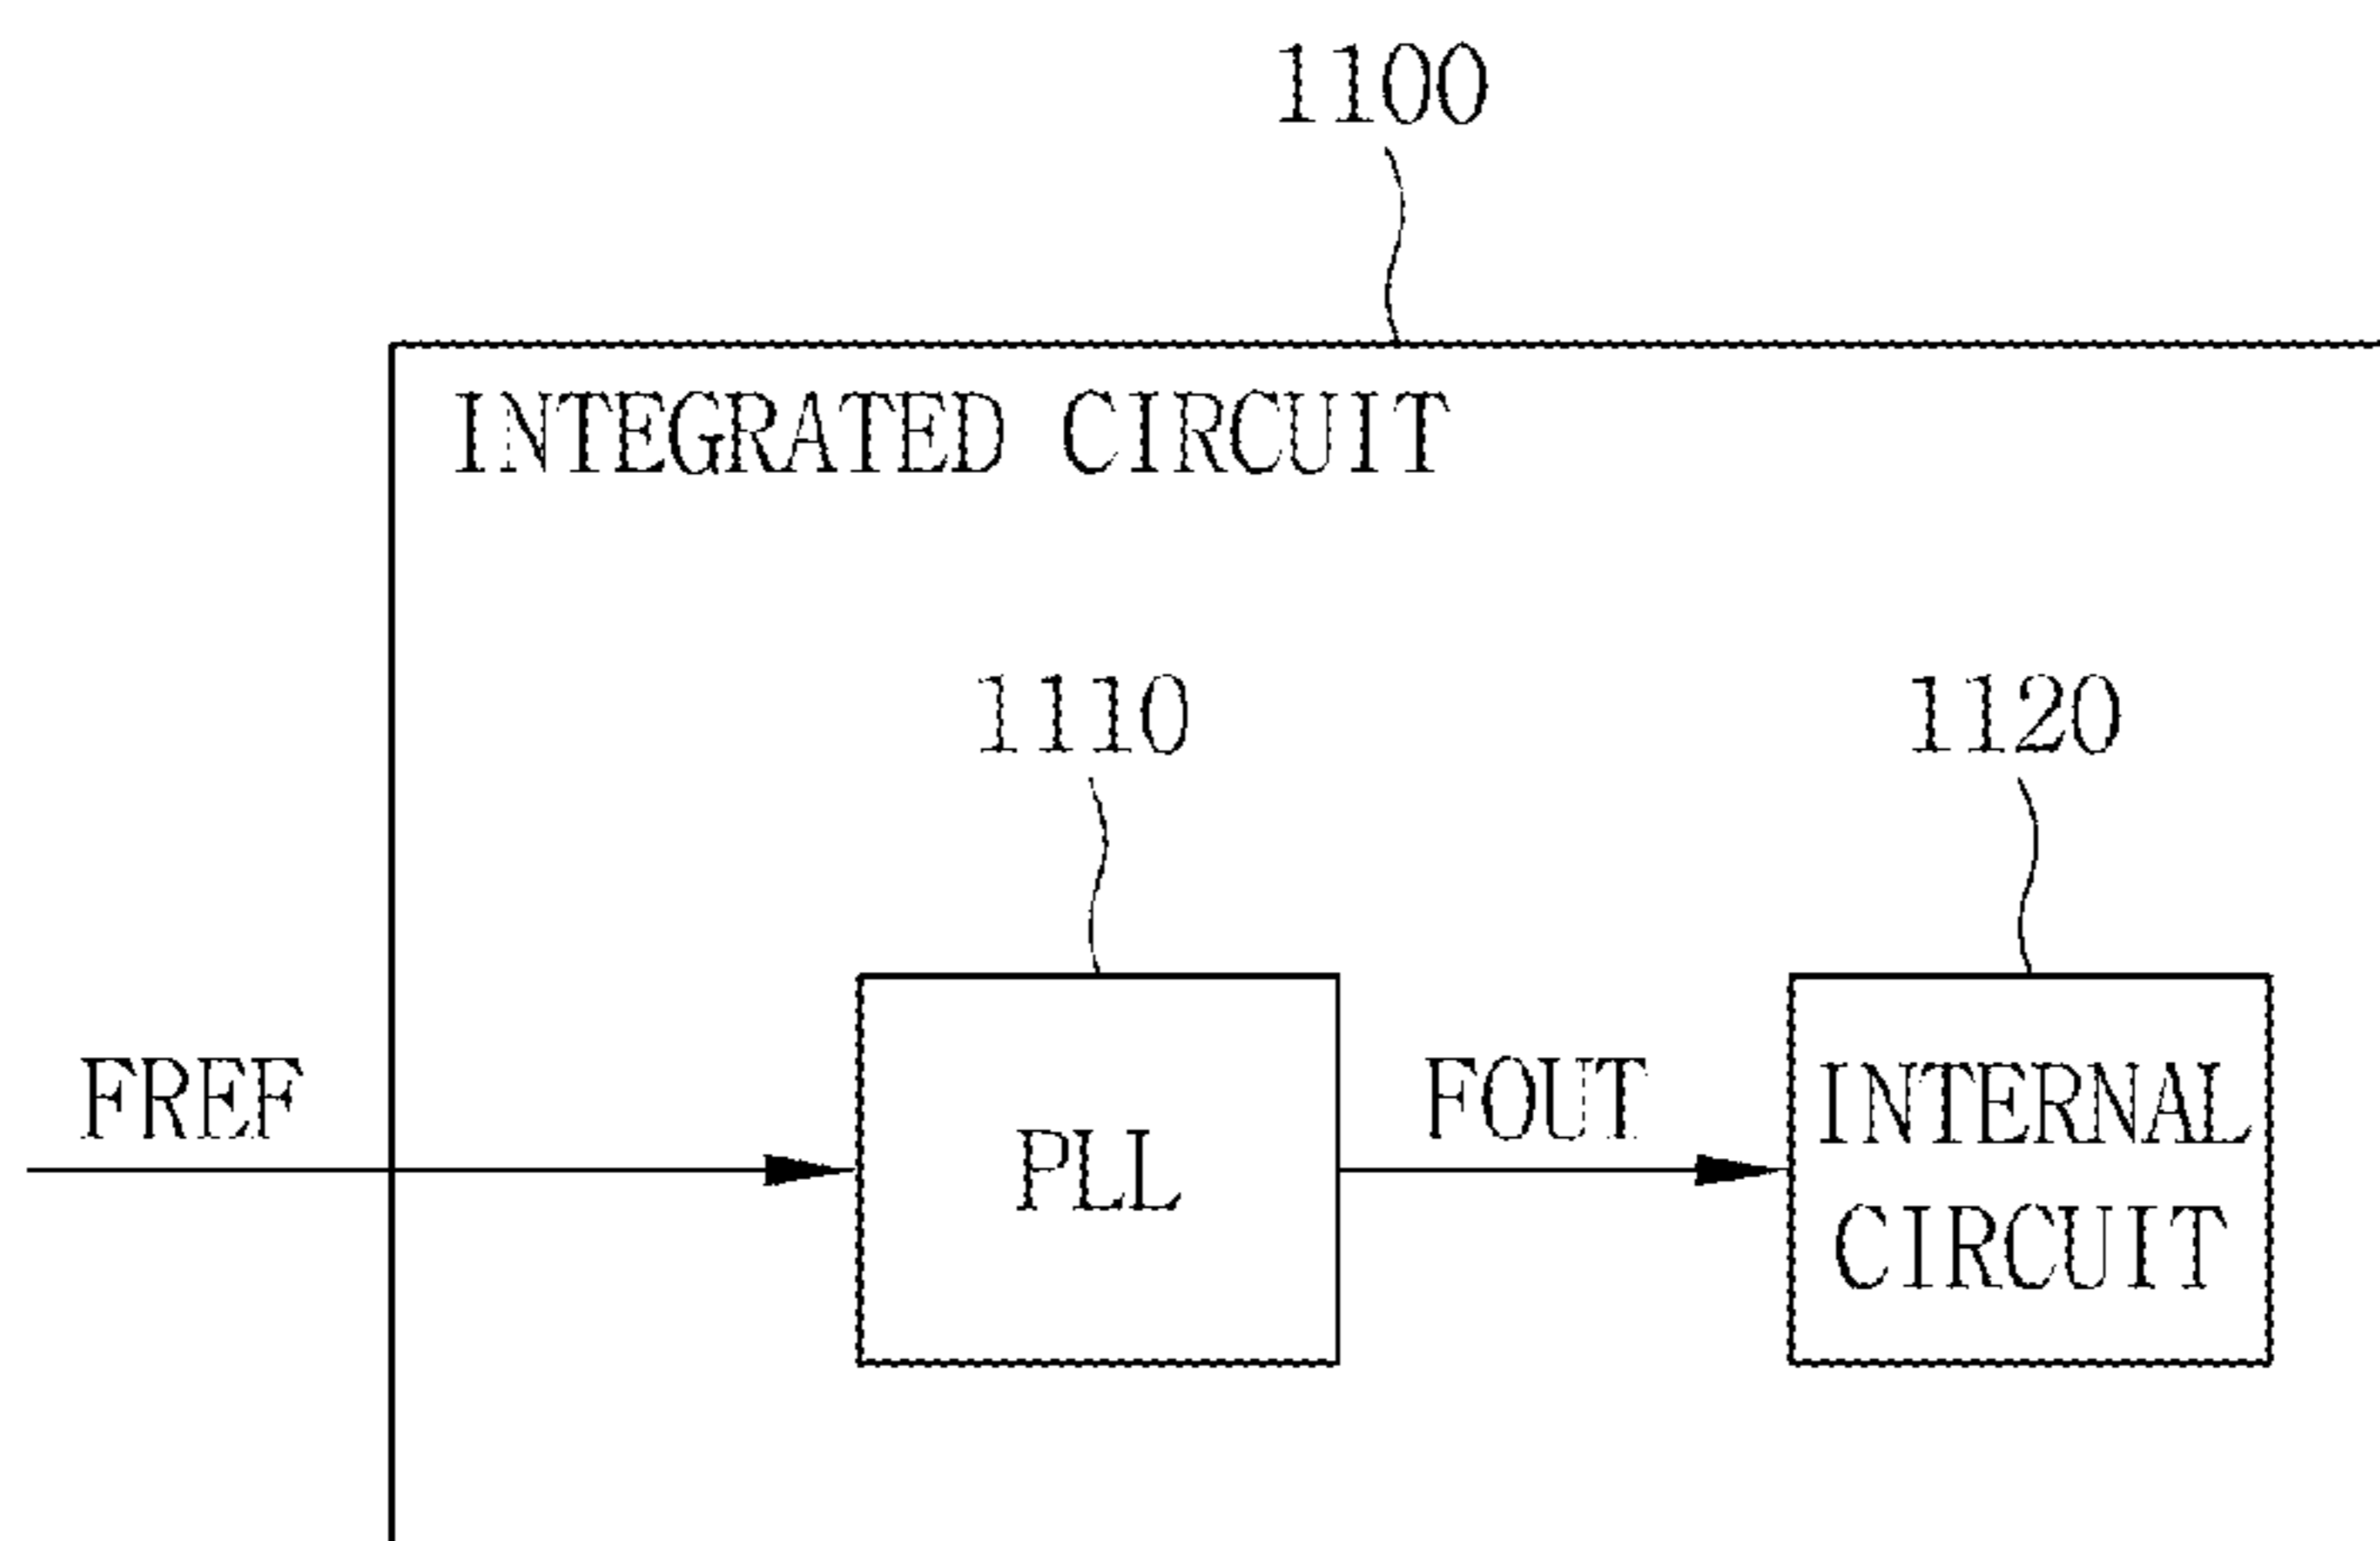 1100
INTEGRATED CIRCUIT
1110
1120
FREF
PLL
FOUT
INTERNAL
CIRCUIT